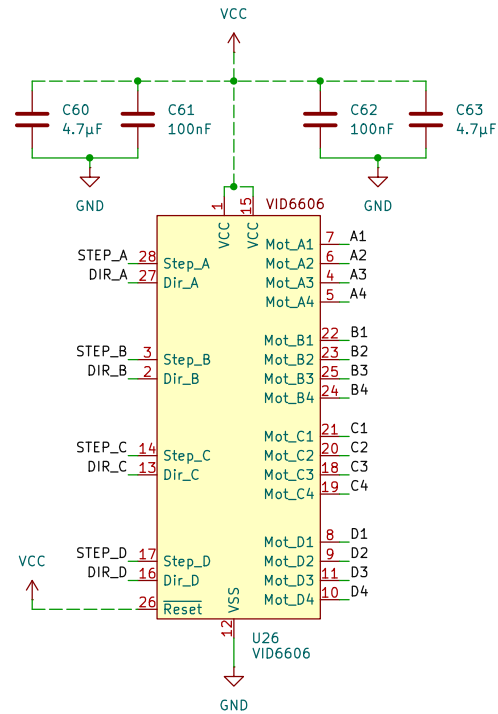 VCC
C60
4.7µF
C61
100nF
C62
100nF
C63
4.7µF
GND
GND
1
15
VID6606
VCC
VCC
Mot_A1 7 A1
STEP_A 28 Step_A
Mot_A2 6 A2
DIR_A 27 Dir_A
Mot_A3 4 A3
Mot_A4 5 A4
Mot_B1 22 B1
STEP_B 3 Step_B
Mot_B2 23 B2
DIR_B 2 Dir_B
Mot_B3 25 B3
Mot_B4 24 B4
Mot_C1 21 C1
STEP_C 14 Step_C
Mot_C2 20 C2
DIR_C 13 Dir_C
Mot_C3 18 C3
Mot_C4 19 C4
Mot_D1 8 D1
STEP_D 17 Step_D
Mot_D2 9 D2
VCC
DIR_D 16 Dir_D
Mot_D3 11 D3
Mot_D4 10 D4
26 Reset
VSS
12
U26
VID6606
GND